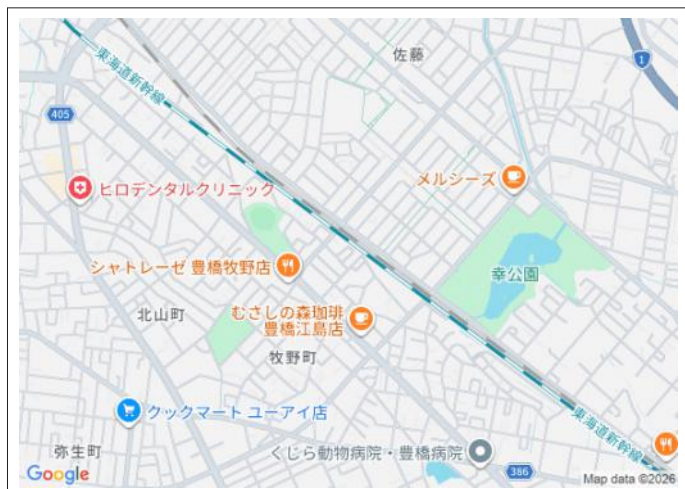 東海道新幹線
佐藤
1
405
メルシーズ
ヒロデンタルクリニック
シャトレーゼ 豊橋牧野店
幸公園
北山町
むさしの森珈琲
豊橋江島店
牧野町
クックマート ユーアイ店
東海道新幹線
弥生町
くじら動物病院・豊橋病院
386
Google
Map data ©2026